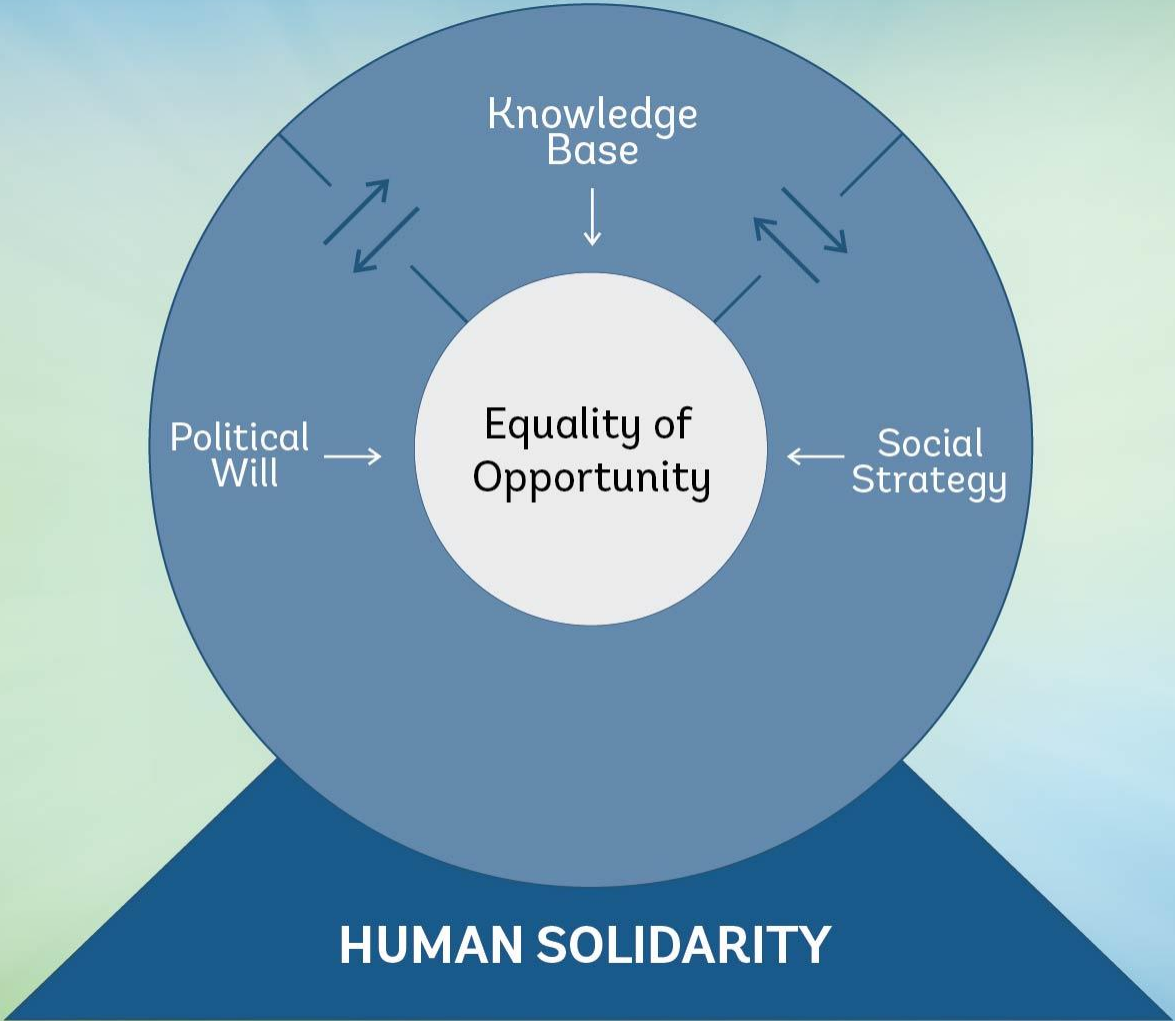 Knowledge
Base
Equality of
Opportunity
Political
Will
Social
Strategy
HUMAN SOLIDARITY